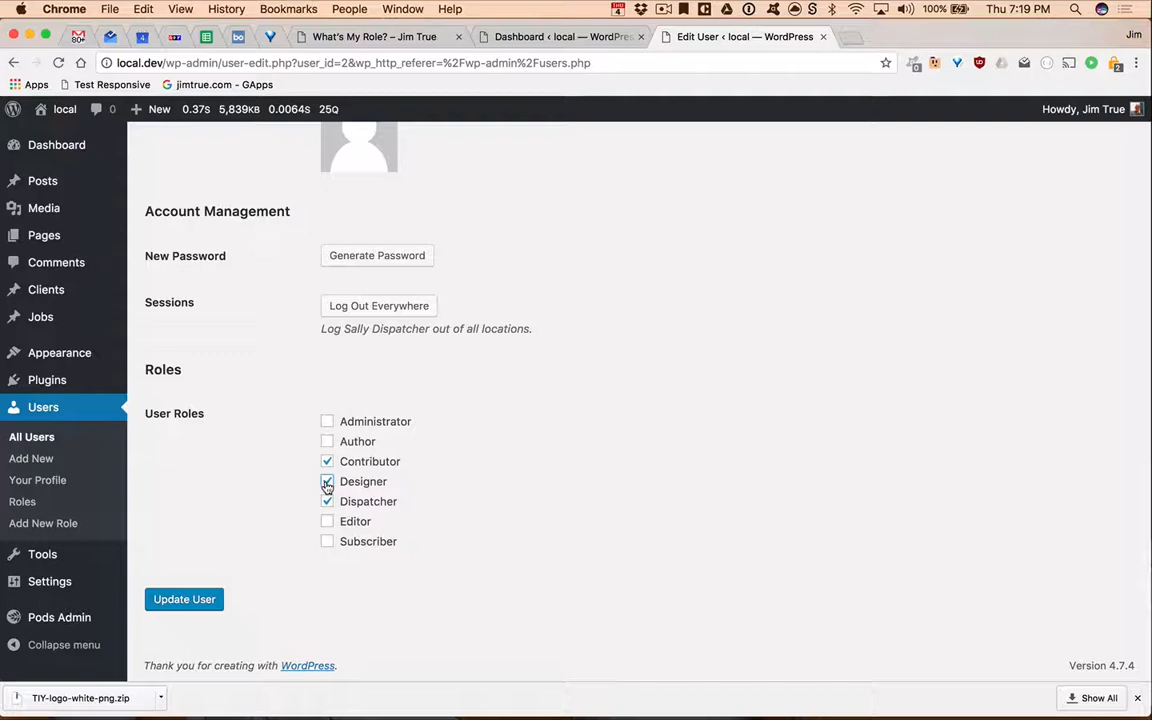 Chrome File Edit View History Bookmarks People Window Help THU 4 100% Thu 7:19 PM
80+ What's My Role? – Jim True × Dashboard ‹ local — WordPres × Edit User ‹ local — WordPress × Jim
local.dev/wp-admin/user-edit.php?user_id=2&wp_http_referer=%2Fwp-admin%2Fusers.php
Apps Test Responsive jimtrue.com - GApps
local 0 + New 0.37s 5,839KB 0.0064s 25Q Howdy, Jim True
Dashboard
Posts
Media
Pages
Comments
Clients
Jobs
Appearance
Plugins
Users
All Users
Add New
Your Profile
Roles
Add New Role
Tools
Settings
Pods Admin
Collapse menu
Account Management
New Password Generate Password
Sessions Log Out Everywhere
Log Sally Dispatcher out of all locations.
Roles
User Roles
Administrator
Author
Contributor
Designer
Dispatcher
Editor
Subscriber
Update User
Thank you for creating with WordPress. Version 4.7.4
TIY-logo-white-png.zip Show All ×